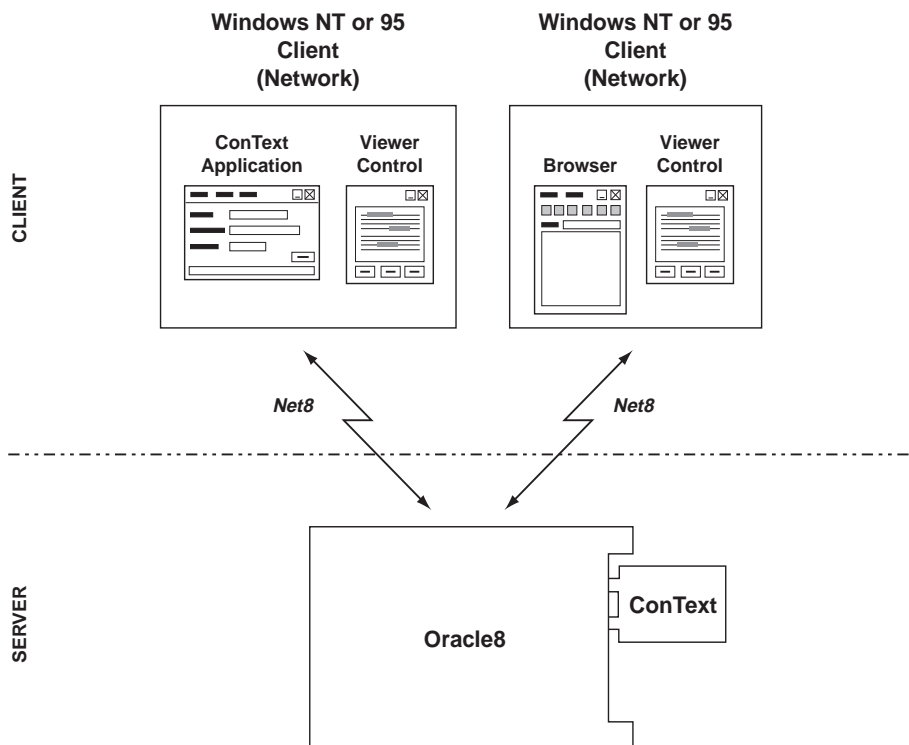 Windows NT or 95
Client
(Network)
Windows NT or 95
Client
(Network)
CLIENT
ConText
Application
Viewer
Control
Browser
Viewer
Control
Net8
Net8
SERVER
Oracle8
ConText